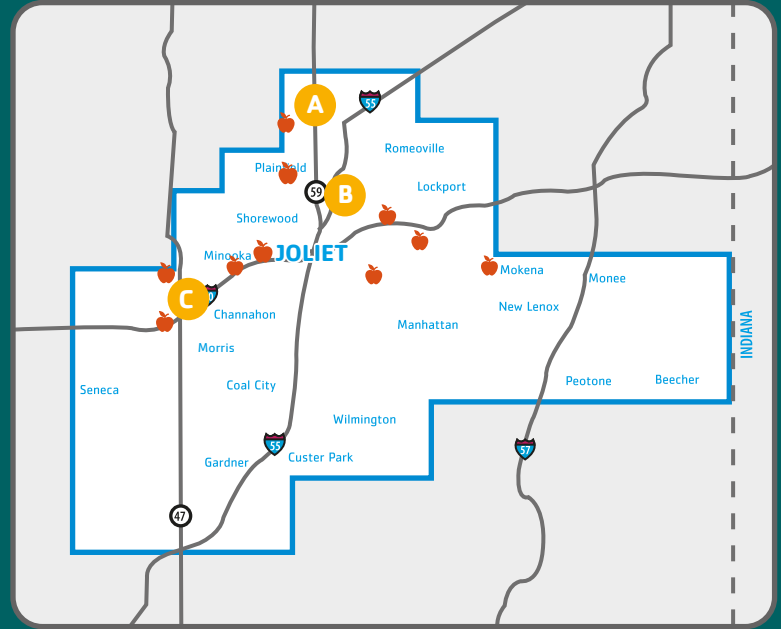 A
55
Romeoville
Plainfield
Lockport
59
B
Shorewood
Minooka
JOLIET
Mokena
Monee
C
New Lenox
Channahon
Manhattan
INDIANA
Morris
Seneca
Coal City
Peotone
Beecher
Wilmington
55
57
Gardner
Custer Park
47